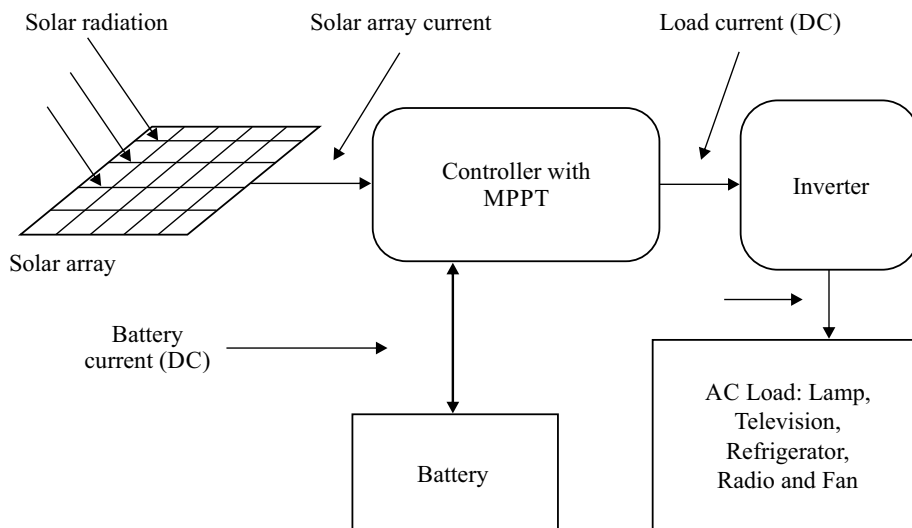 Solar radiation
Solar array current
Load current (DC)
Controller with
MPPT
Inverter
Solar array
Battery
current (DC)
AC Load: Lamp,
Television,
Refrigerator,
Radio and Fan
Battery